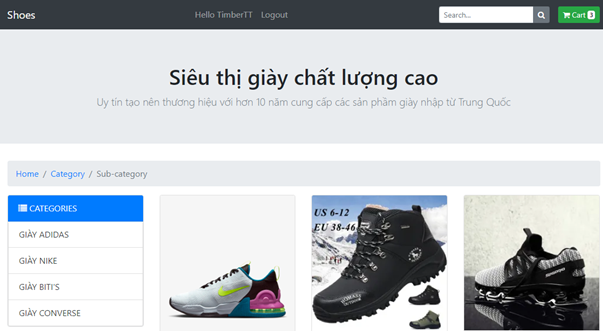 Shoes
Hello TimberTT Logout
Search...
Cart 3
Siêu thị giày chất lượng cao
Uy tín tạo nên thương hiệu với hơn 10 năm cung cấp các sản phẩm giày nhập từ Trung Quốc
Home / Category / Sub-category
CATEGORIES
GIÀY ADIDAS
GIÀY NIKE
GIÀY BITI'S
GIÀY CONVERSE
US 6-12
EU 38-46